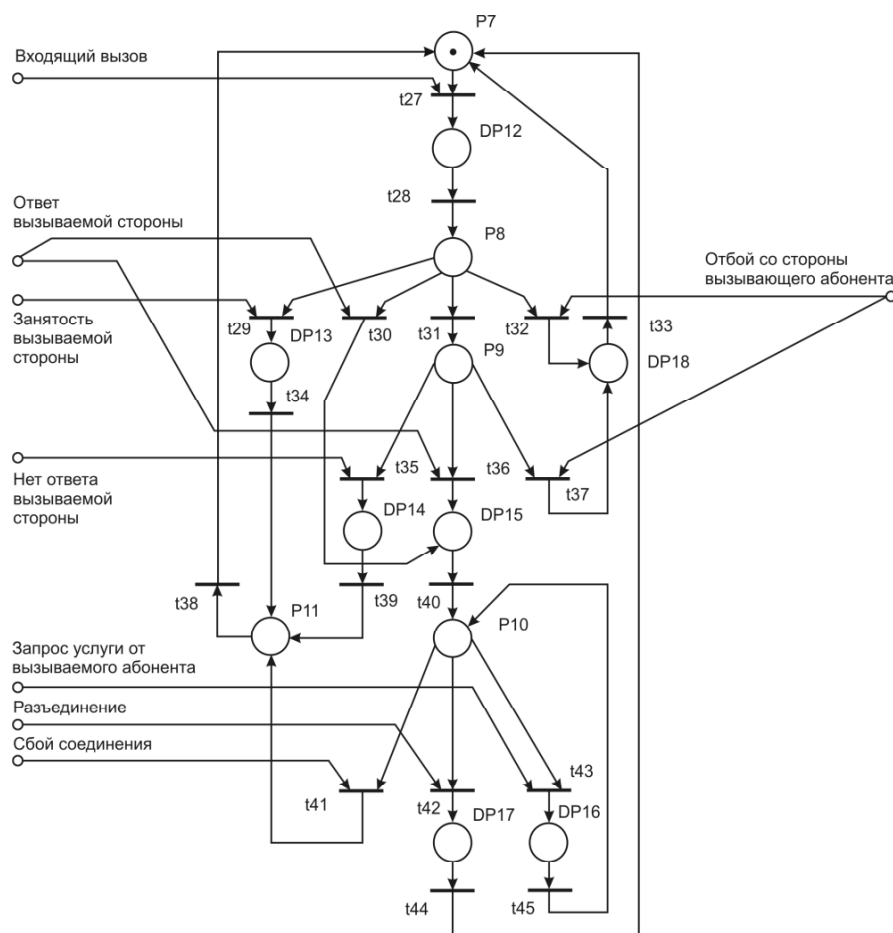 P7
Входящий вызов
t27
DP12
t28
Ответ
вызываемой стороны
P8
Отбой со стороны
вызывающего абонента
Занятость
вызываемой
стороны
t29
DP13
t30
t31
t32
t33
P9
DP18
t34
t35
t36
t37
Нет ответа
вызываемой
стороны
DP14
DP15
t38
P11
t39
t40
P10
Запрос услуги от
вызываемого абонента
Разъединение
Сбой соединения
t41
t42
t43
DP17
DP16
t44
t45